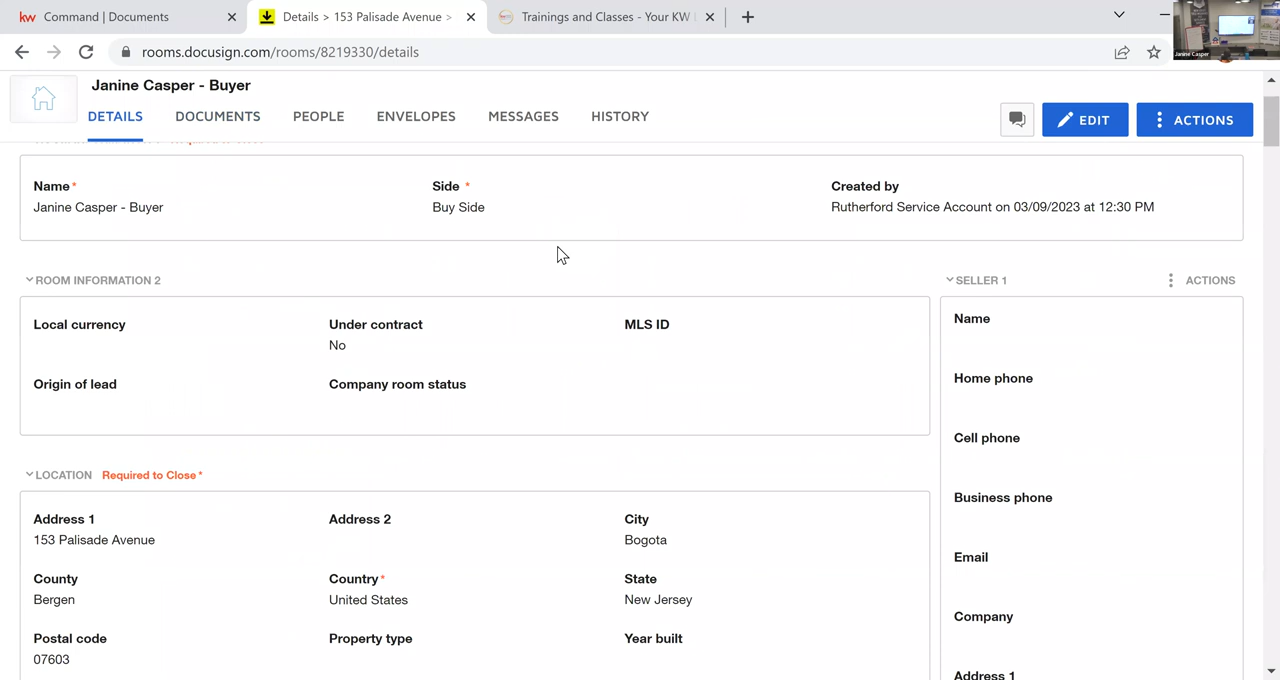 kw Command | Documents
Details > 153 Palisade Avenue >
Trainings and Classes - Your KW
rooms.docusign.com/rooms/8219330/details
Janine Casper
Janine Casper - Buyer
DETAILS DOCUMENTS PEOPLE ENVELOPES MESSAGES HISTORY
EDIT
ACTIONS
Name* Side * Created by
Janine Casper - Buyer Buy Side Rutherford Service Account on 03/09/2023 at 12:30 PM
ROOM INFORMATION 2
SELLER 1 ACTIONS
Local currency Under contract MLS ID
No
Origin of lead Company room status
Name
Home phone
Cell phone
Business phone
Email
Company
Address 1
LOCATION Required to Close *
Address 1 Address 2 City
153 Palisade Avenue Bogota
County Country* State
Bergen United States New Jersey
Postal code Property type Year built
07603